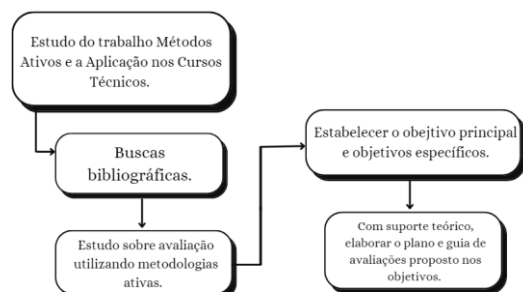 Estudo do trabalho Métodos
Ativos e a Aplicação nos Cursos
Técnicos.
Buscas
bibliográficas.
Estudo sobre avaliação
utilizando metodologias
ativas.
Estabelecer o obejtivo principal
e objetivos específicos.
Com suporte teórico,
elaborar o plano e guia de
avaliações proposto nos
objetivos.